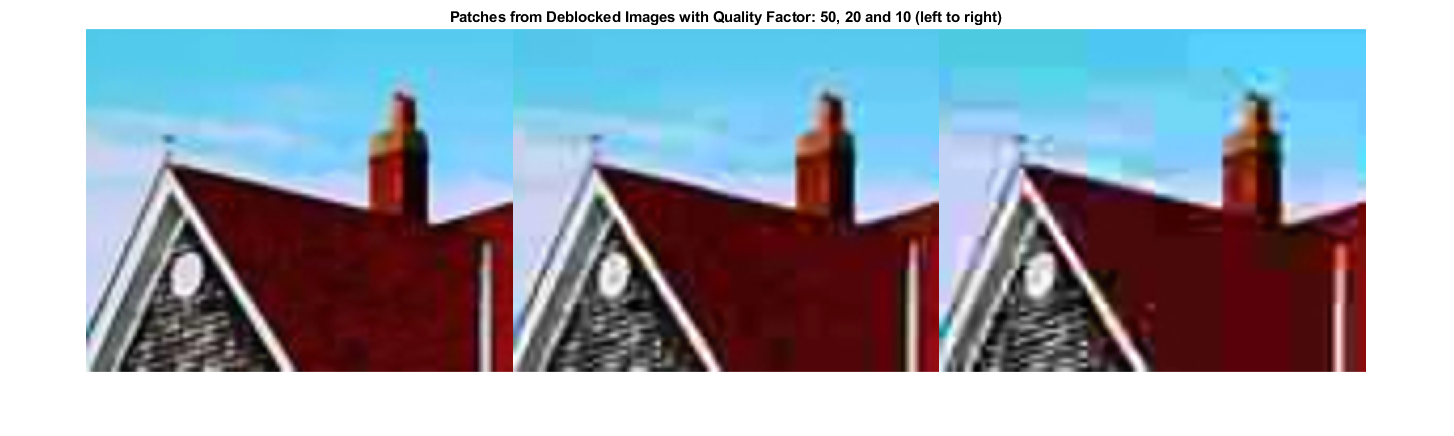 Patches from Deblocked Images with Quality Factor: 50, 20 and 10 (left to right)